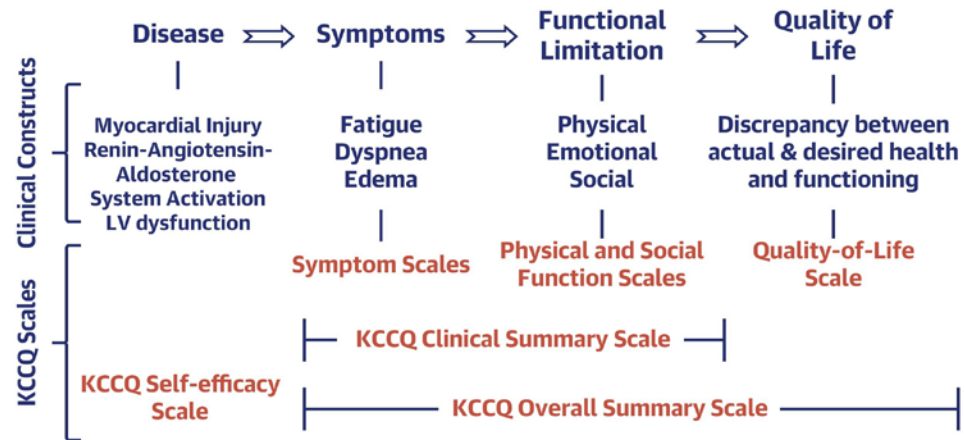 Disease
Symptoms
Functional
Limitation
Quality of
Life
Clinical Constructs
Myocardial Injury
Renin-Angiotensin-
Aldosterone
System Activation
LV dysfunction
Fatigue
Dyspnea
Edema
Physical
Emotional
Social
Discrepancy between
actual & desired health
and functioning
KCCQ Scales
Symptom Scales
Physical and Social
Function Scales
Quality-of-Life
Scale
KCCQ Clinical Summary Scale
KCCQ Self-efficacy
Scale
KCCQ Overall Summary Scale